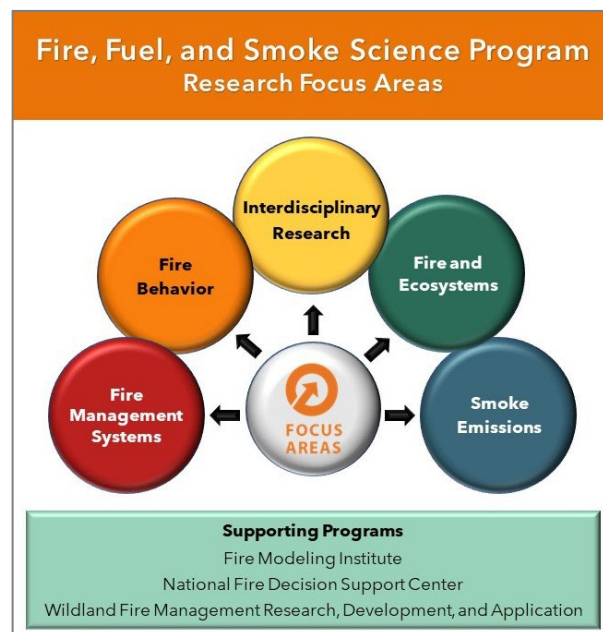 Fire, Fuel, and Smoke Science Program
Research Focus Areas
Interdisciplinary
Research
Fire
Behavior
Fire and
Ecosystems
Fire
Management
Systems
FOCUS
AREAS
Smoke
Emissions
Supporting Programs
Fire Modeling Institute
National Fire Decision Support Center
Wildland Fire Management Research, Development, and Application